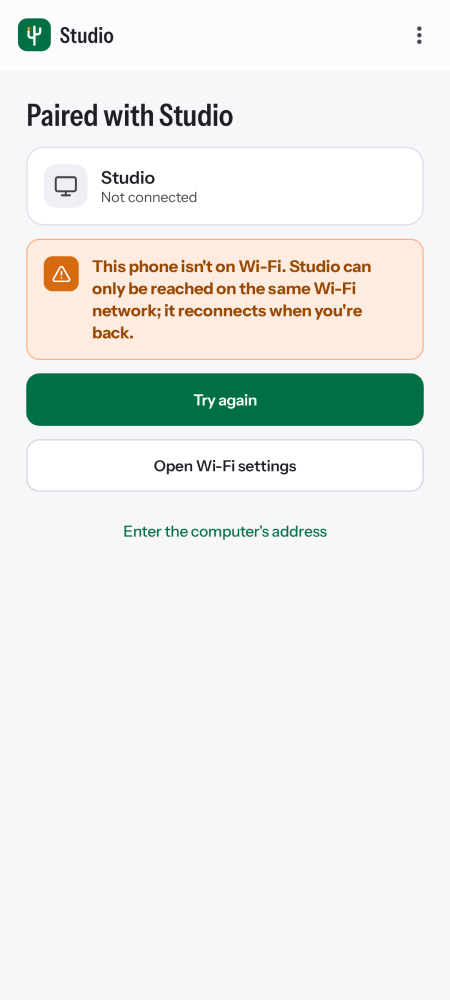 Studio
Paired with Studio
Studio
Not connected
This phone isn't on Wi-Fi. Studio can
only be reached on the same Wi-Fi
network; it reconnects when you're
back.
Try again
Open Wi-Fi settings
Enter the computer's address